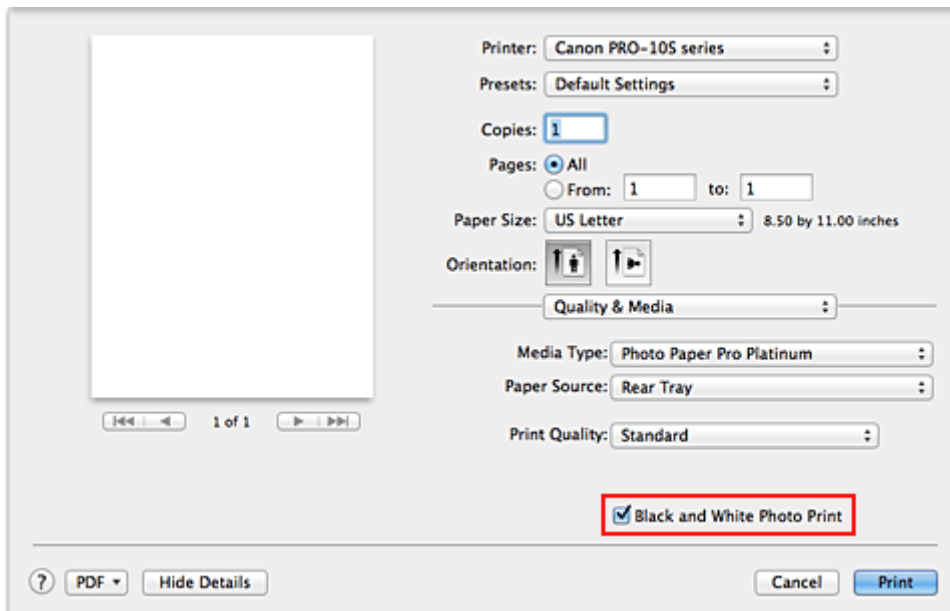 Printer: Canon PRO-10S series
Presets: Default Settings
Copies: 1
Pages: All
From: 1 to: 1
Paper Size: US Letter 8.50 by 11.00 inches
Orientation:
Quality & Media
Media Type: Photo Paper Pro Platinum
Paper Source: Rear Tray
1 of 1
Print Quality: Standard
Black and White Photo Print
? PDF Hide Details Cancel Print